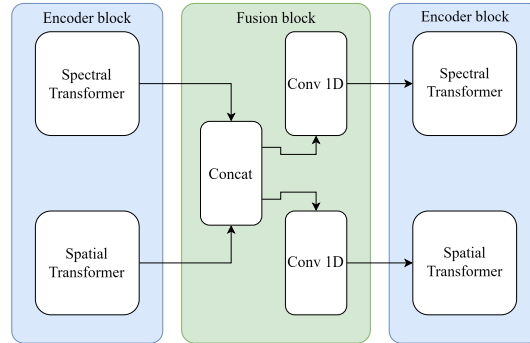 Encoder block
Fusion block
Encoder block
Spectral
Transformer
Conv 1D
Spectral
Transformer
Concat
Spatial
Transformer
Conv 1D
Spatial
Transformer